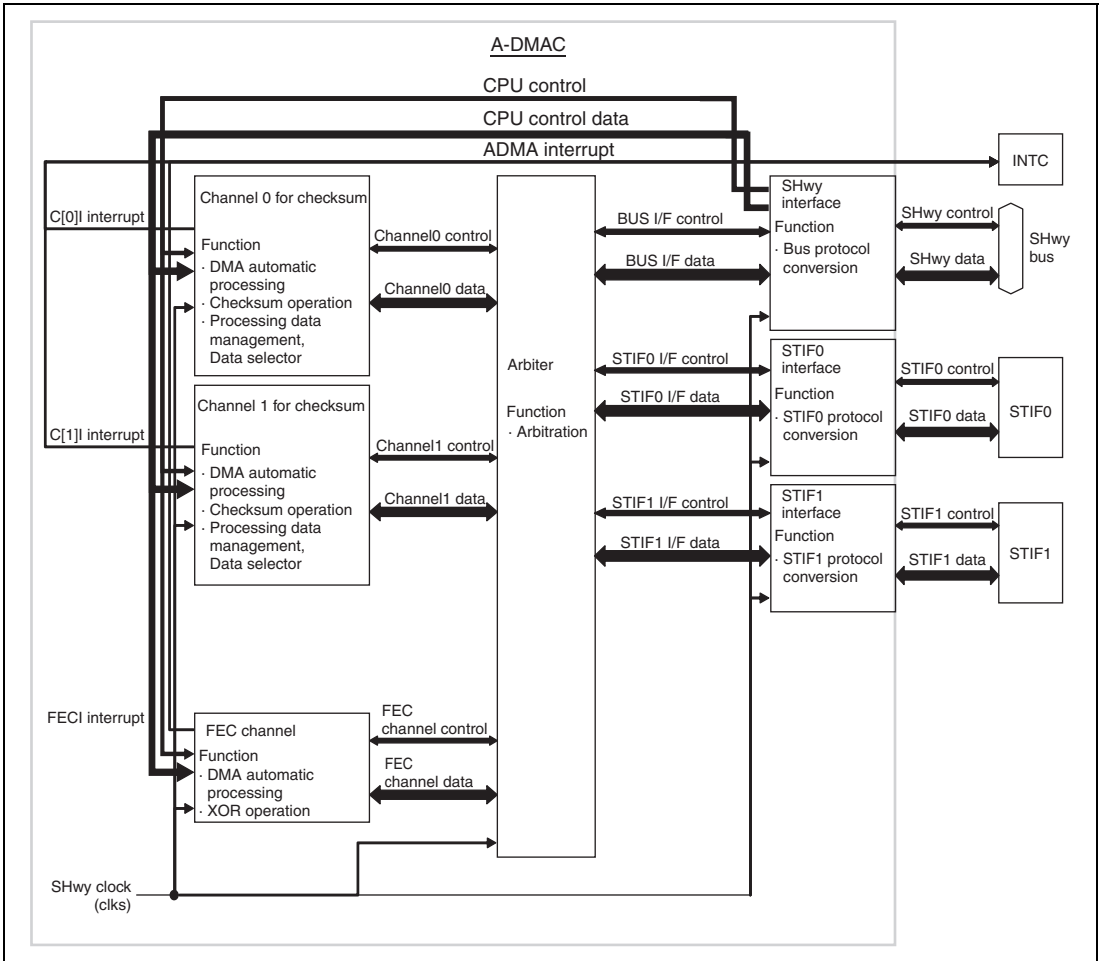 A-DMAC
CPU control
CPU control data
ADMA interrupt
INTC
C[0]I interrupt
Channel 0 for checksum
Function
· DMA automatic
processing
· Checksum operation
· Processing data
management,
Data selector
Channel0 control
Channel0 data
C[1]I interrupt
Channel 1 for checksum
Function
· DMA automatic
processing
· Checksum operation
· Processing data
management,
Data selector
Channel1 control
Channel1 data
FECI interrupt
FEC channel
Function
· DMA automatic
processing
· XOR operation
FEC
channel control
FEC
channel data
SHwy clock
(clks)
Arbiter
Function
· Arbitration
BUS I/F control
BUS I/F data
STIF0 I/F control
STIF0 I/F data
STIF1 I/F control
STIF1 I/F data
SHwy
interface
Function
· Bus protocol
conversion
SHwy control
SHwy data
SHwy
bus
STIF0
interface
Function
· STIF0 protocol
conversion
STIF0 control
STIF0 data
STIF0
STIF1
interface
Function
· STIF1 protocol
conversion
STIF1 control
STIF1 data
STIF1